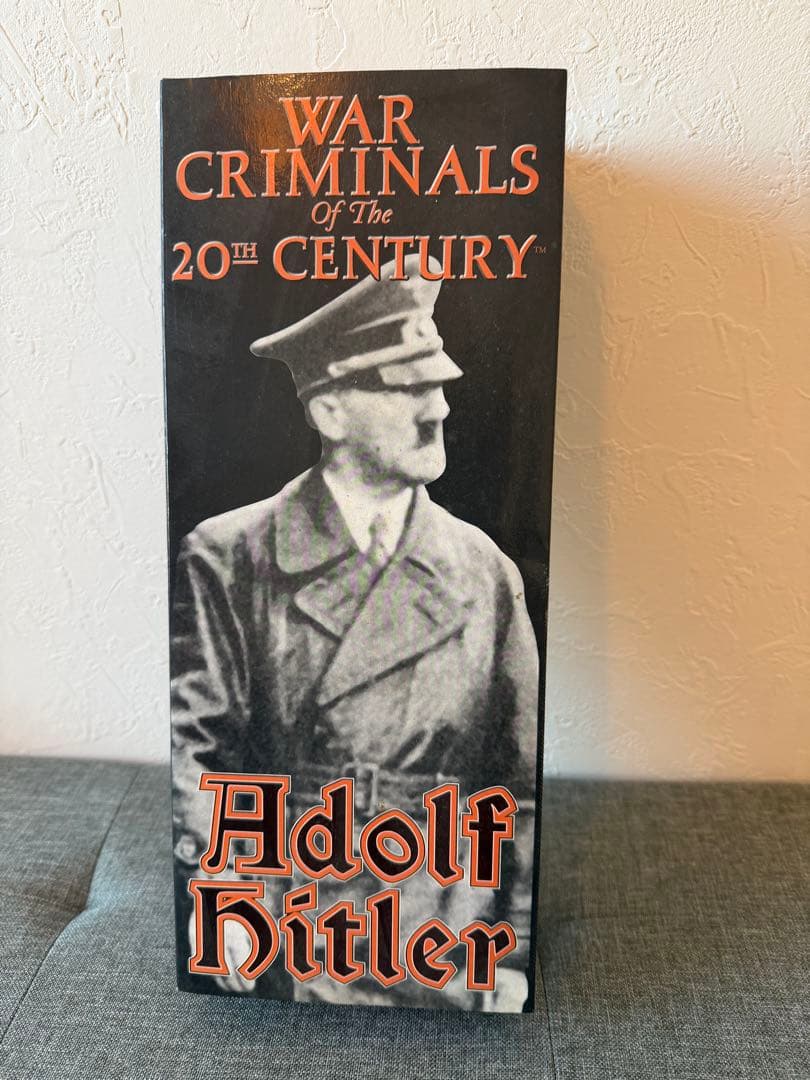 WAR
CRIMINALS
Of The
20TH CENTURY™
Adolf
Hitler